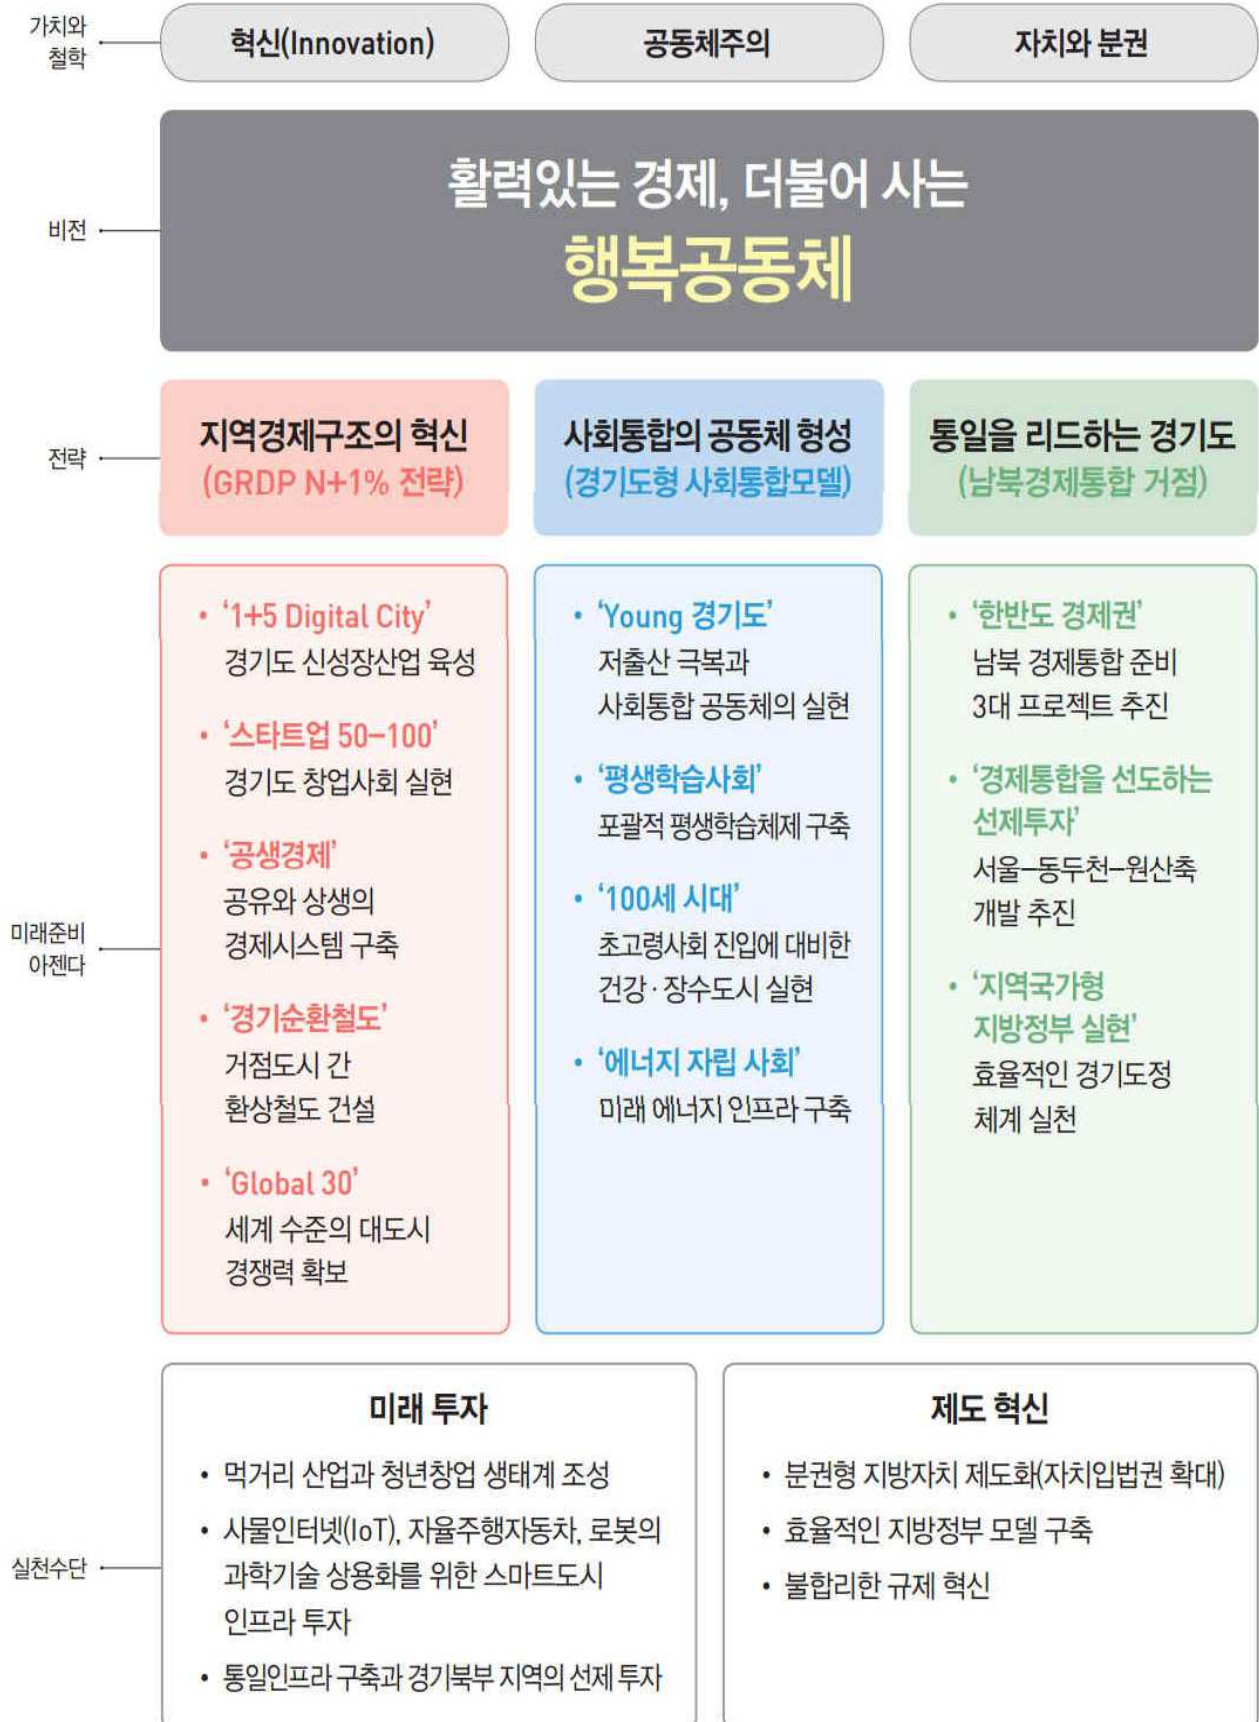 가치와
철학
혁신(Innovation)
공동체주의
자치와 분권
비전
활력있는 경제, 더불어 사는
행복공동체
전략
지역경제구조의 혁신
(GRDP N+1% 전략)
사회통합의 공동체 형성
(경기도형 사회통합모델)
통일을 리드하는 경기도
(남북경제통합 거점)
미래준비
아젠다
• ‘1+5 Digital City’
경기도 신성장산업 육성
• ‘스타트업 50–100’
경기도 창업사회 실현
• ‘공생경제’
공유와 상생의
경제시스템 구축
• ‘경기순환철도’
거점도시 간
환상철도 건설
• ‘Global 30’
세계 수준의 대도시
경쟁력 확보
• ‘Young 경기도’
저출산 극복과
사회통합 공동체의 실현
• ‘평생학습사회’
포괄적 평생학습체제 구축
• ‘100세 시대’
초고령사회 진입에 대비한
건강 · 장수도시 실현
• ‘에너지 자립 사회’
미래 에너지 인프라 구축
• ‘한반도 경제권’
남북 경제통합 준비
3대 프로젝트 추진
• ‘경제통합을 선도하는
선제투자’
서울–동두천–원산축
개발 추진
• ‘지역국가형
지방정부 실현’
효율적인 경기도정
체계 실천
실천수단
미래 투자
• 먹거리 산업과 청년창업 생태계 조성
• 사물인터넷(IoT), 자율주행자동차, 로봇의
과학기술 상용화를 위한 스마트도시
인프라 투자
• 통일인프라 구축과 경기북부 지역의 선제 투자
제도 혁신
• 분권형 지방자치 제도화(자치입법권 확대)
• 효율적인 지방정부 모델 구축
• 불합리한 규제 혁신